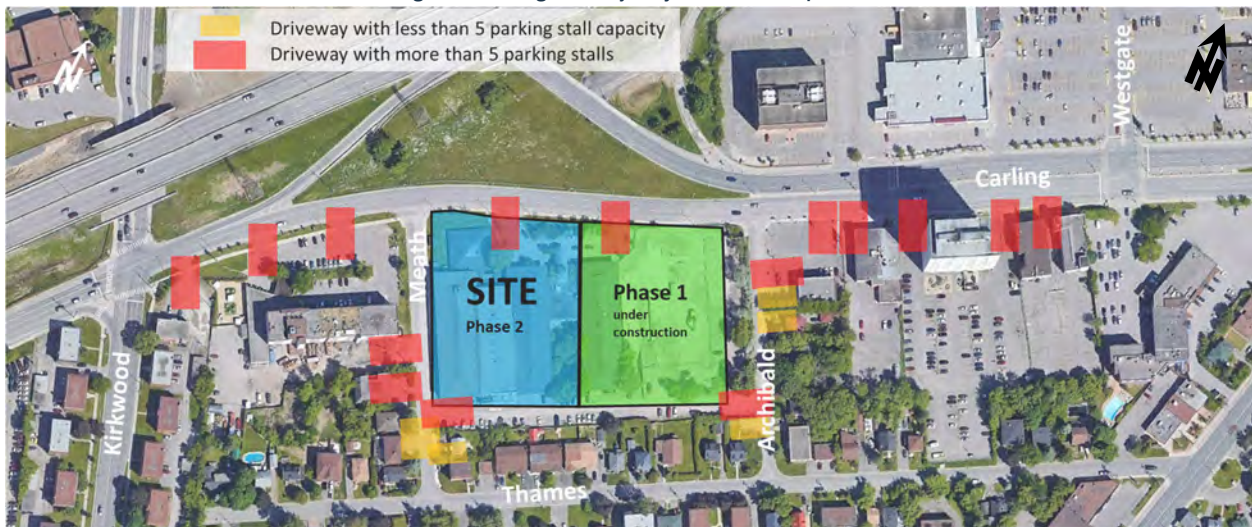 Driveway with less than 5 parking stall capacity
Driveway with more than 5 parking stalls
N
N
Westgate
Carling
Meath
SITE
Phase 2
Phase 1
under
construction
Kirkwood
Archibald
Thames